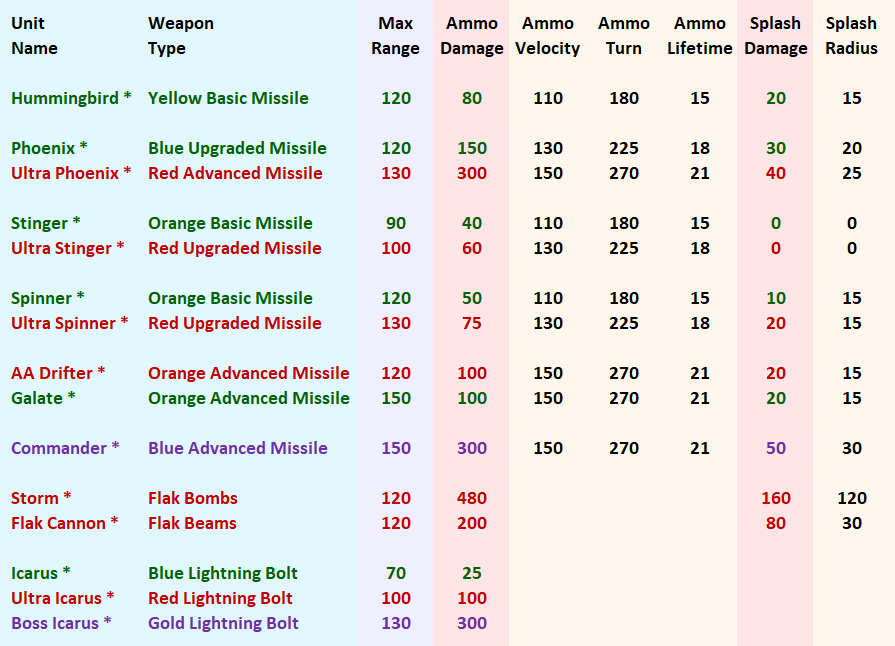 Unit Weapon Max Ammo Ammo Ammo Ammo Splash Splash
Name Type Range Damage Velocity Turn Lifetime Damage Radius
Hummingbird * Yellow Basic Missile 120 80 110 180 15 20 15
Phoenix * Blue Upgraded Missile 120 150 130 225 18 30 20
Ultra Phoenix * Red Advanced Missile 130 300 150 270 21 40 25
Stinger * Orange Basic Missile 90 40 110 180 15 0 0
Ultra Stinger * Red Upgraded Missile 100 60 130 225 18 0 0
Spinner * Orange Basic Missile 120 50 110 180 15 10 15
Ultra Spinner * Red Upgraded Missile 130 75 130 225 18 20 15
AA Drifter * Orange Advanced Missile 120 100 150 270 21 20 15
Galate * Orange Advanced Missile 150 100 150 270 21 20 15
Commander * Blue Advanced Missile 150 300 150 270 21 50 30
Storm * Flak Bombs 120 480 160 120
Flak Cannon * Flak Beams 120 200 80 30
Icarus * Blue Lightning Bolt 70 25
Ultra Icarus * Red Lightning Bolt 100 100
Boss Icarus * Gold Lightning Bolt 130 300